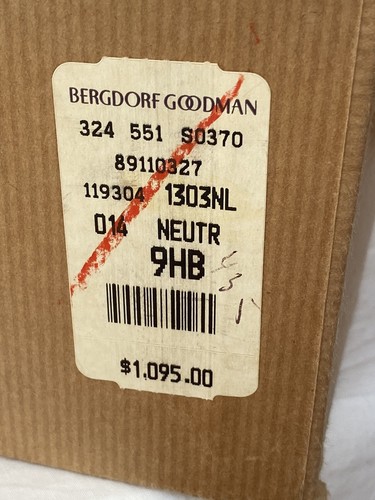 BERGDORF GOODMAN
324 551 S0370
89110327
119304 1303NL
014 NEUTR
9HB
$1,095.00